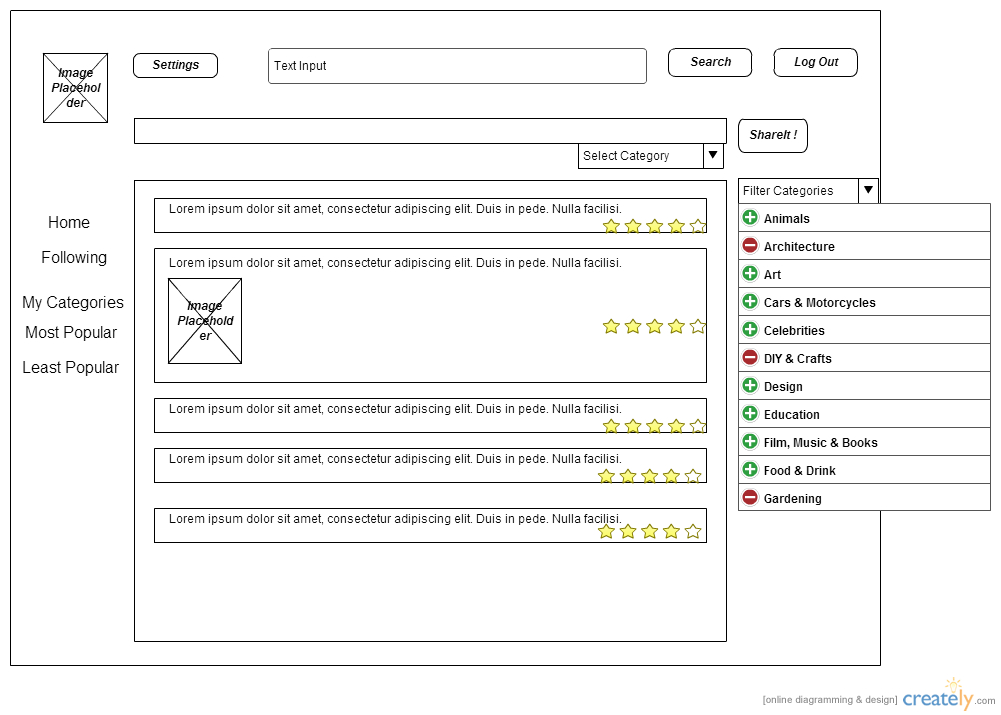 Image
Placehol
der
Settings
Text Input
Search
Log Out
ShareIt !
Select Category
Filter Categories
Home
Following
My Categories
Most Popular
Least Popular
Lorem ipsum dolor sit amet, consectetur adipiscing elit. Duis in pede. Nulla facilisi.
Lorem ipsum dolor sit amet, consectetur adipiscing elit. Duis in pede. Nulla facilisi.
Image
Placehold
er
Lorem ipsum dolor sit amet, consectetur adipiscing elit. Duis in pede. Nulla facilisi.
Lorem ipsum dolor sit amet, consectetur adipiscing elit. Duis in pede. Nulla facilisi.
Lorem ipsum dolor sit amet, consectetur adipiscing elit. Duis in pede. Nulla facilisi.
Animals
Architecture
Art
Cars & Motorcycles
Celebrities
DIY & Crafts
Design
Education
Film, Music & Books
Food & Drink
Gardening
[online diagramming & design] creately.com